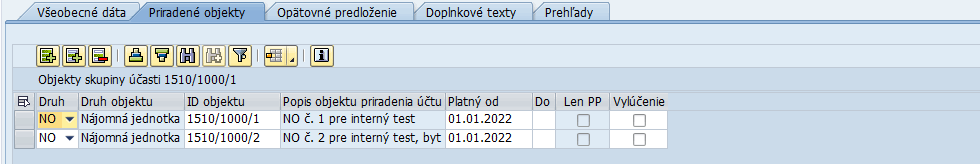 Všeobecné dáta Priradené objekty Opätovné predloženie Doplnkové texty Prehľady
Objekty skupiny účasti 1510/1000/1
Druh Druh objektu ID objektu Popis objektu priradenia účtu Platný od Do Len PP Vylúčenie
NO Nájomná jednotka 1510/1000/1 NO č. 1 pre interný test 01.01.2022
NO Nájomná jednotka 1510/1000/2 NO č. 2 pre interný test, byt 01.01.2022